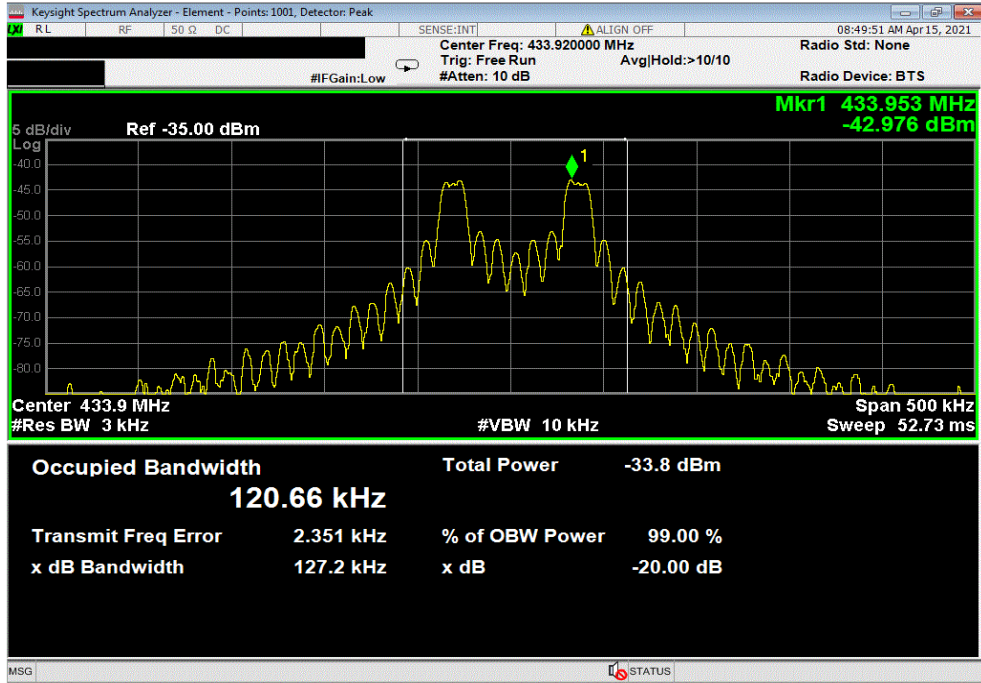 Keysight Spectrum Analyzer - Element - Points: 1001, Detector: Peak
LXI RL RF 50 Ω DC SENSE:INT ALIGN OFF 08:49:51 AM Apr 15, 2021
Center Freq: 433.920000 MHz Radio Std: None
Trig: Free Run Avg|Hold:>10/10
#IFGain:Low #Atten: 10 dB Radio Device: BTS
Mkr1 433.953 MHz
5 dB/div Ref -35.00 dBm -42.976 dBm
Log
-40.0
1
-45.0
-50.0
-55.0
-60.0
-65.0
-70.0
-75.0
-80.0
Center 433.9 MHz Span 500 kHz
#Res BW 3 kHz #VBW 10 kHz Sweep 52.73 ms
Occupied Bandwidth Total Power -33.8 dBm
120.66 kHz
Transmit Freq Error 2.351 kHz % of OBW Power 99.00 %
x dB Bandwidth 127.2 kHz x dB -20.00 dB
MSG STATUS